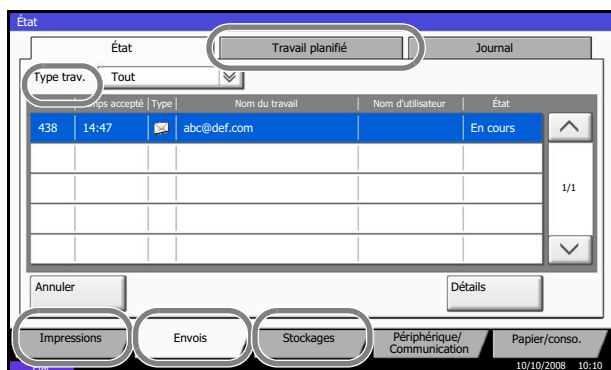 État
État Travail planifié Journal
Type trav. Tout
accepté Type Nom du travail Nom d'utilisateur État
438 14:47 abc@def.com En cours
1/1
Annuler Détails
Impressions Envois Stockages Périphérique/
Communication Papier/conso.
État 10/10/2008 10:10